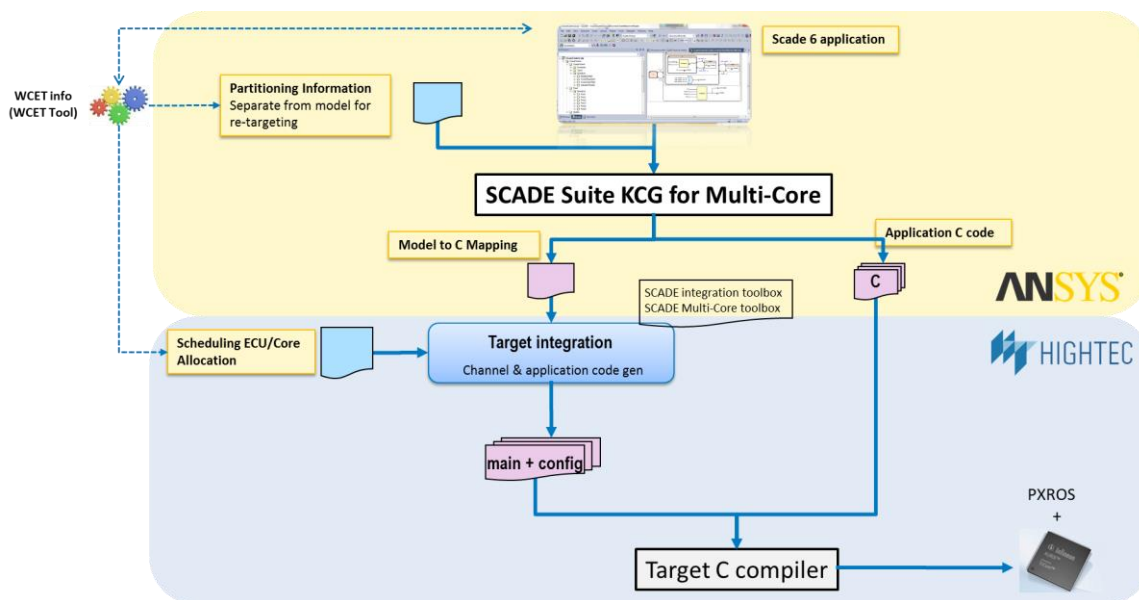 Scade 6 application
WCET info
(WCET Tool)
Partitioning Information
Separate from model for
re-targeting
SCADE Suite KCG for Multi-Core
Model to C Mapping
Application C code
C
SCADE integration toolbox
SCADE Multi-Core toolbox
ANSYS
Scheduling ECU/Core
Allocation
Target integration
Channel & application code gen
HIGHTEC
main + config
PXROS
+
Infineon
Target C compiler